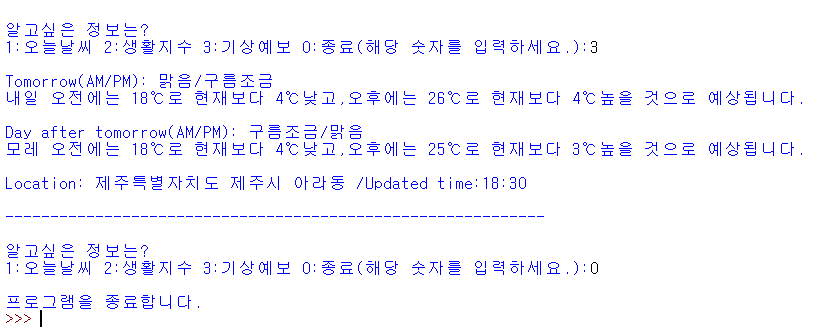 알고싶은 정보는?
1:오늘날씨 2:생활지수 3:기상예보 0:종료(해당 숫자를 입력하세요.):3
Tomorrow(AM/PM): 맑음/구름조금
내일 오전에는 18℃로 현재보다 4℃낮고,오후에는 26℃로 현재보다 4℃높을 것으로 예상됩니다.
Day after tomorrow(AM/PM): 구름조금/맑음
모레 오전에는 18℃로 현재보다 4℃낮고,오후에는 25℃로 현재보다 3℃높을 것으로 예상됩니다.
Location: 제주특별자치도 제주시 아라동 /Updated time:18:30
------------------------------------------------------------
알고싶은 정보는?
1:오늘날씨 2:생활지수 3:기상예보 0:종료(해당 숫자를 입력하세요.):0
프로그램을 종료합니다.
>>>